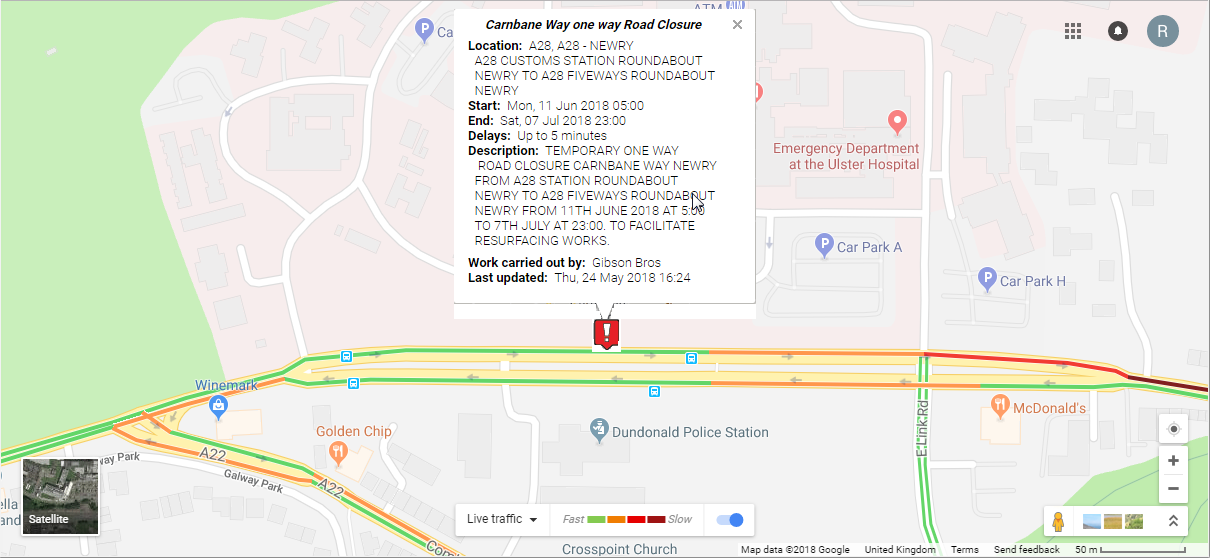 ATM
Ca
Carnbane Way one way Road Closure
Location: A28, A28 - NEWRY
A28 CUSTOMS STATION ROUNDABOUT
NEWRY TO A28 FIVEWAYS ROUNDABOUT
NEWRY
Start: Mon, 11 Jun 2018 05:00
End: Sat, 07 Jul 2018 23:00
Delays: Up to 5 minutes
Description: TEMPORARY ONE WAY
ROAD CLOSURE CARNBANE WAY NEWRY
FROM A28 STATION ROUNDABOUT
NEWRY TO A28 FIVEWAYS ROUNDABOUT
NEWRY FROM 11TH JUNE 2018 AT 5:00
TO 7TH JULY AT 23:00. TO FACILITATE
RESURFACING WORKS.
Work carried out by: Gibson Bros
Last updated: Thu, 24 May 2018 16:24
R
Emergency Department
at the Ulster Hospital
Car Park A
Car Park H
Winemark
Golden Chip
Dundonald Police Station
McDonald's
E Link Rd
A22
way Park
Galway Park
A22
ella
and
Com
Satellite
Live traffic
Fast
Slow
Crosspoint Church
Map data ©2018 Google
United Kingdom
Terms
Send feedback
50 m